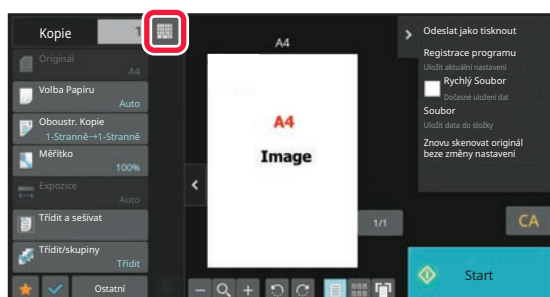 Kopie
1
Originál
A4
Volba Papíru
Auto
Oboustr. Kopie
1-Stranně→1-Stranně
Měřítko
100%
Expozice
Auto
Třídit a sešívat
Třídit/skupiny
Třídit
Ostatní
A4
A4
Image
1/1
Odeslat jako tisknout
Registrace programu
Uložit aktuální nastavení
Rychlý Soubor
Dočasné uložení dat
Soubor
Uložit data do složky
Znovu skenovat originál
beze změny nastavení
CA
Start